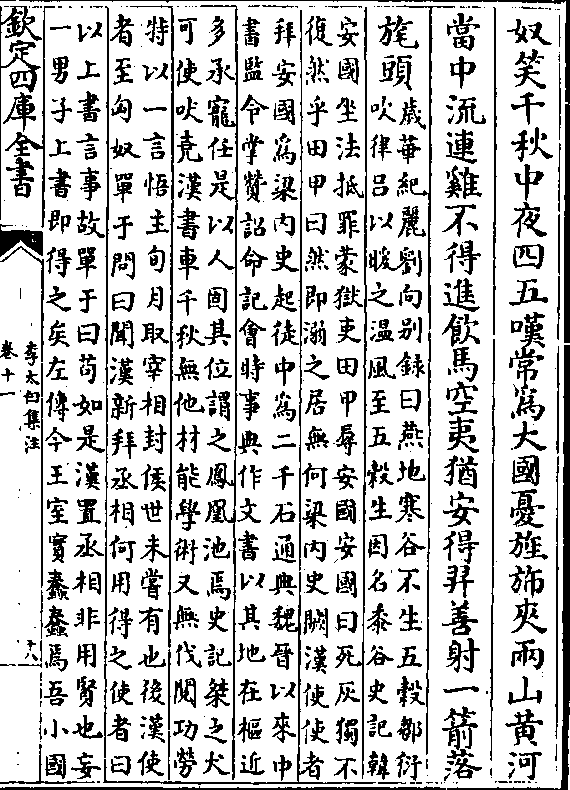 奴笑千秋中夜四五嘆常爲大國憂旌斾夾兩山黃河
當中流連雞不得進飲馬空夷猶安得羿善射一箭落
旄頭
歲華紀麗劉向别錄曰燕地寒谷不生五穀鄒衍
吹律吕以暖之温風至五穀生因名黍谷史記韓
安國坐法抵罪蒙獄吏田甲辱安國安國曰死灰獨不
復然乎田甲曰然即溺之居無何梁内史闕漢使使者
拜安國爲梁内史起徒中爲二千石通典魏晉以來中
書監令掌贊詔命記會時事典作文書以其地在樞近
多承寵任是以人固其位謂之鳳凰池焉史記桀之犬
可使吠堯漢書車千秋無他材能學術又無伐閱功勞
特以一言悟主旬月取宰相封侯世未嘗有也後漢使
者至匈奴單于問曰聞漢新拜丞相何用得之使者曰
以上書言事故單于曰苟如是漢置丞相非用賢也妄
一男子上書即得之矣左傳今王室實蠢蠢焉吾小國
欽定四庫全書
李太白集注
卷十一
十八